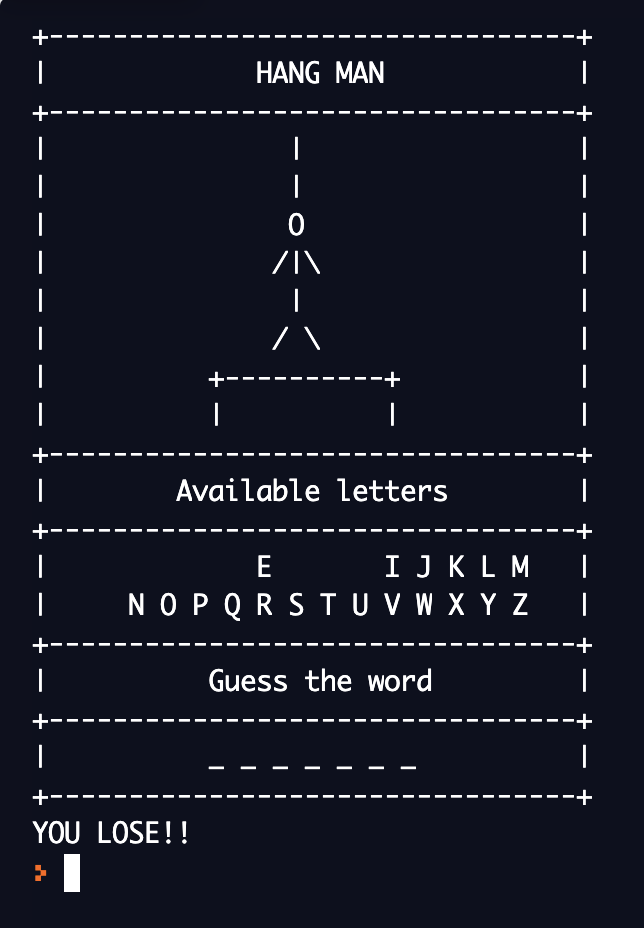 +---------------------------------+
|             HANG MAN            |
+---------------------------------+
|               |                 |
|               |                 |
|               O                 |
|              /|\                |
|               |                 |
|              / \                |
|          +----------+           |
|          |          |           |
+---------------------------------+
|        Available letters        |
+---------------------------------+
|             E       I J K L M   |
|     N O P Q R S T U V W X Y Z   |
+---------------------------------+
|          Guess the word         |
+---------------------------------+
|          _ _ _ _ _ _ _          |
+---------------------------------+
YOU LOSE!!
>